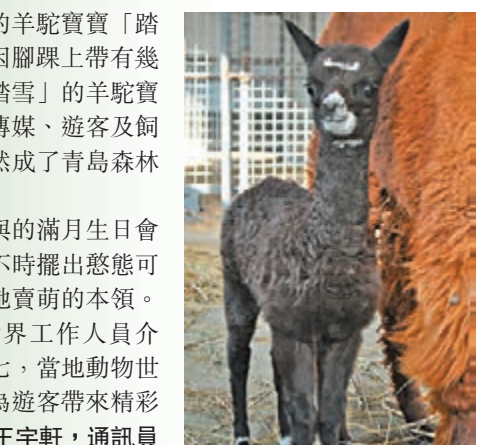 的羊駝寶寶「踏
因腳踝上帶有幾
踏雪」的羊駝寶
傳媒、遊客及飼
然成了青島森林
與的滿月生日會
不時擺出憨態可
地賣萌的本領。
界工作人員介
七，當地動物世
為遊客帶來精彩
王宇軒，通訊員